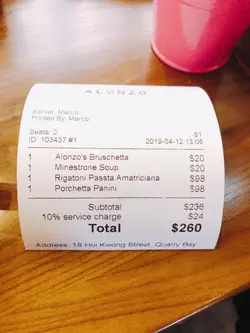 ALONZO
Server: Marco
Printed By: Marco
Seats: 2 S1
ID 103437 #1 2019-04-12 13:06
1 Alonzo's Bruschetta $20
1 Minestrone Soup $20
1 Rigatoni Passta Amatriciana $98
1 Porchetta Panini $98
Subtotal $236
10% service charge $24
Total $260
Address: 18 Hoi Kwong Street, Quarry Bay